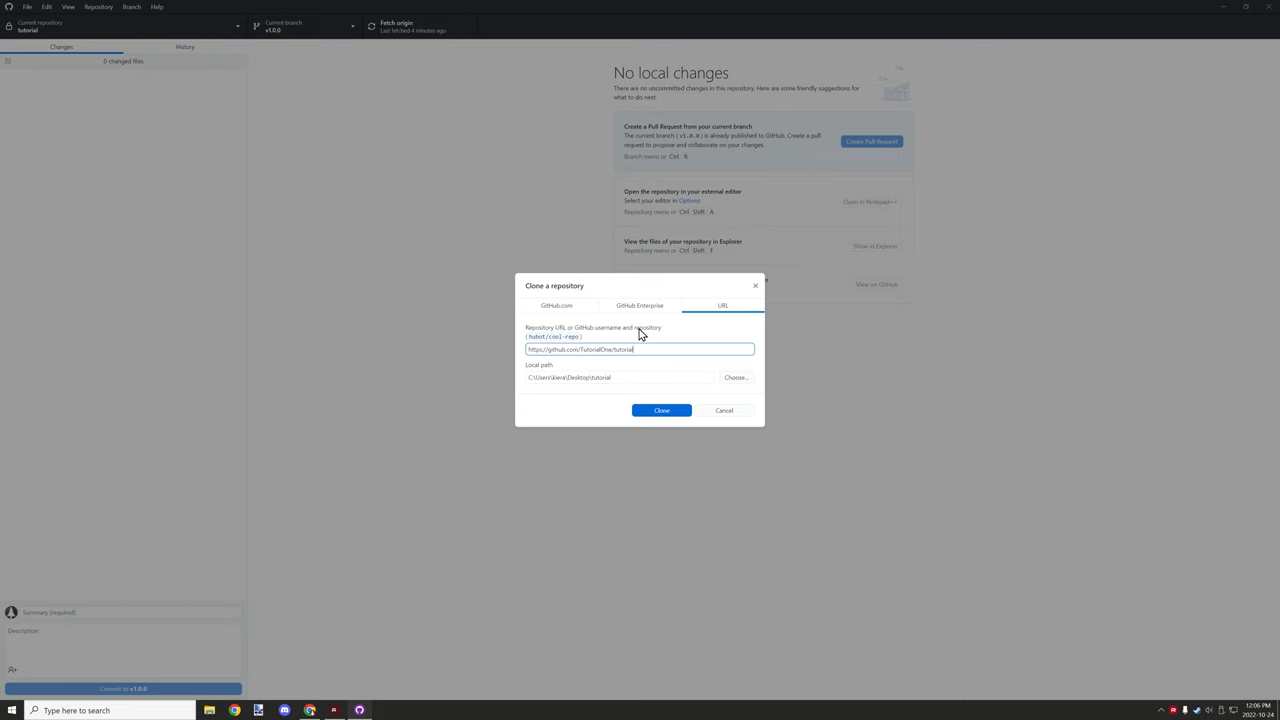 File Edit View Repository Branch Help
Current repository
tutorial
Current branch
v1.0.0
Fetch origin
Last fetched 4 minutes ago
Changes
History
0 changed files
No local changes
There are no uncommitted changes in this repository. Here are some friendly suggestions for
what to do next.
Create a Pull Request from your current branch
The current branch ( v1.0.0 ) is already published to GitHub. Create a pull
request to propose and collaborate on your changes.
Branch menu or Ctrl R
Create Pull Request
Open the repository in your external editor
Select your editor in Options
Repository menu or Ctrl Shift A
Open in Notepad++
View the files of your repository in Explorer
Repository menu or Ctrl Shift F
Show in Explorer
View on GitHub
Clone a repository
GitHub.com
GitHub Enterprise
URL
Repository URL or GitHub username and repository
( hubot/cool-repo )
https://github.com/TutorialOne/tutorial
Local path
C:\Users\kiera\Desktop\tutorial
Choose...
Clone
Cancel
Summary (required)
Description
Commit to v1.0.0
Type here to search
12:06 PM
2022-10-24